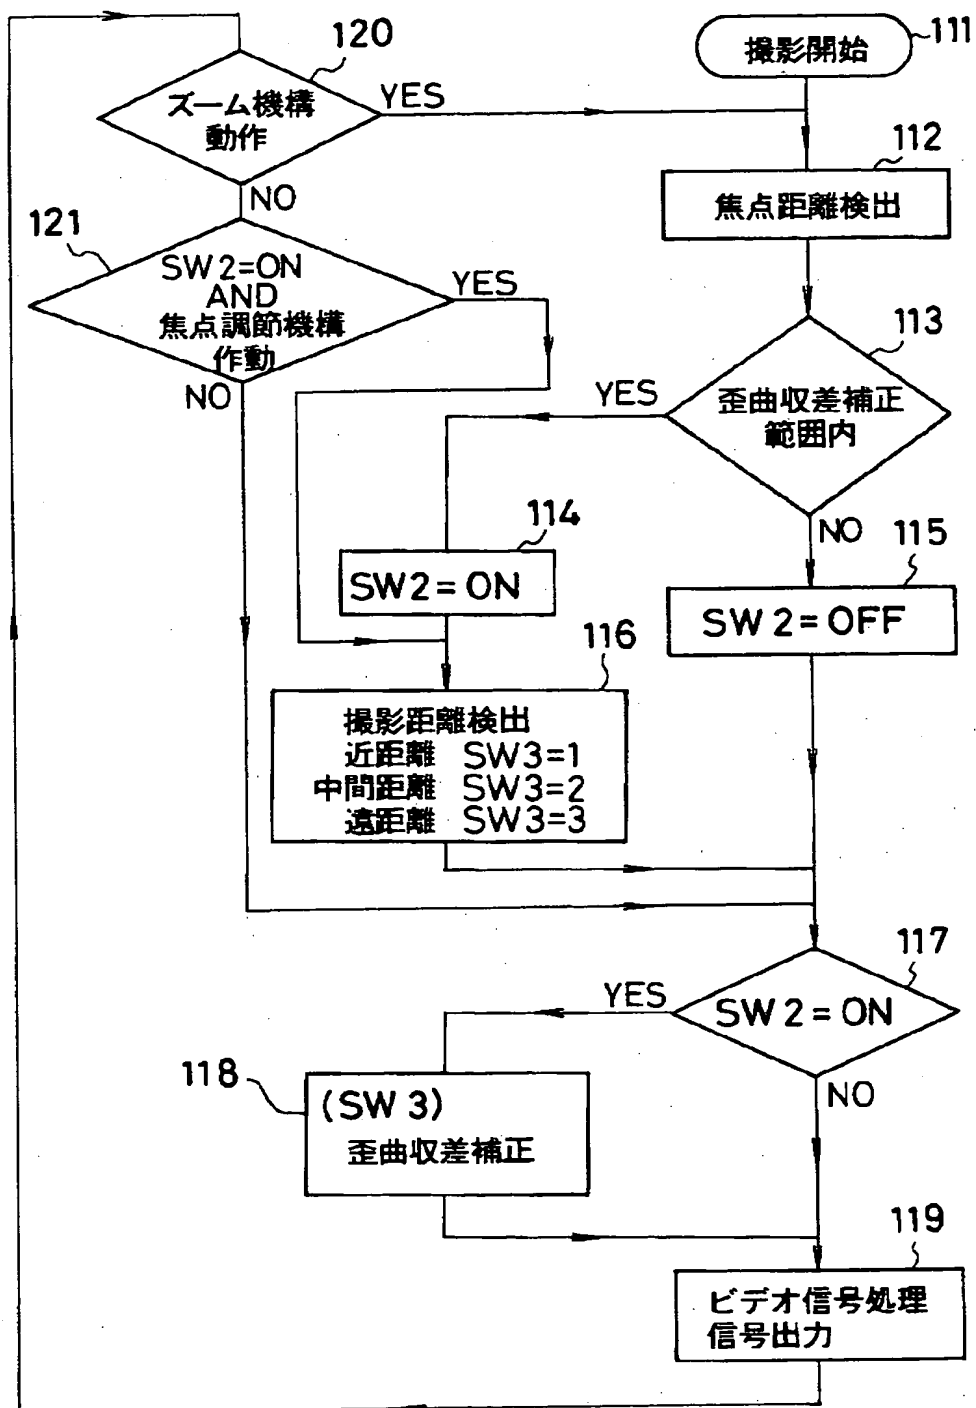 120
ズーム機構
動作
YES
NO
121
SW2=ON
AND
焦点調節機構
作動
YES
NO
撮影開始
111
112
焦点距離検出
113
歪曲収差補正
範囲内
YES
NO
114
SW2=ON
115
SW2=OFF
116
撮影距離検出
近距離 SW3=1
中間距離 SW3=2
遠距離 SW3=3
117
SW2=ON
YES
NO
118
(SW3)
歪曲収差補正
119
ビデオ信号処理
信号出力